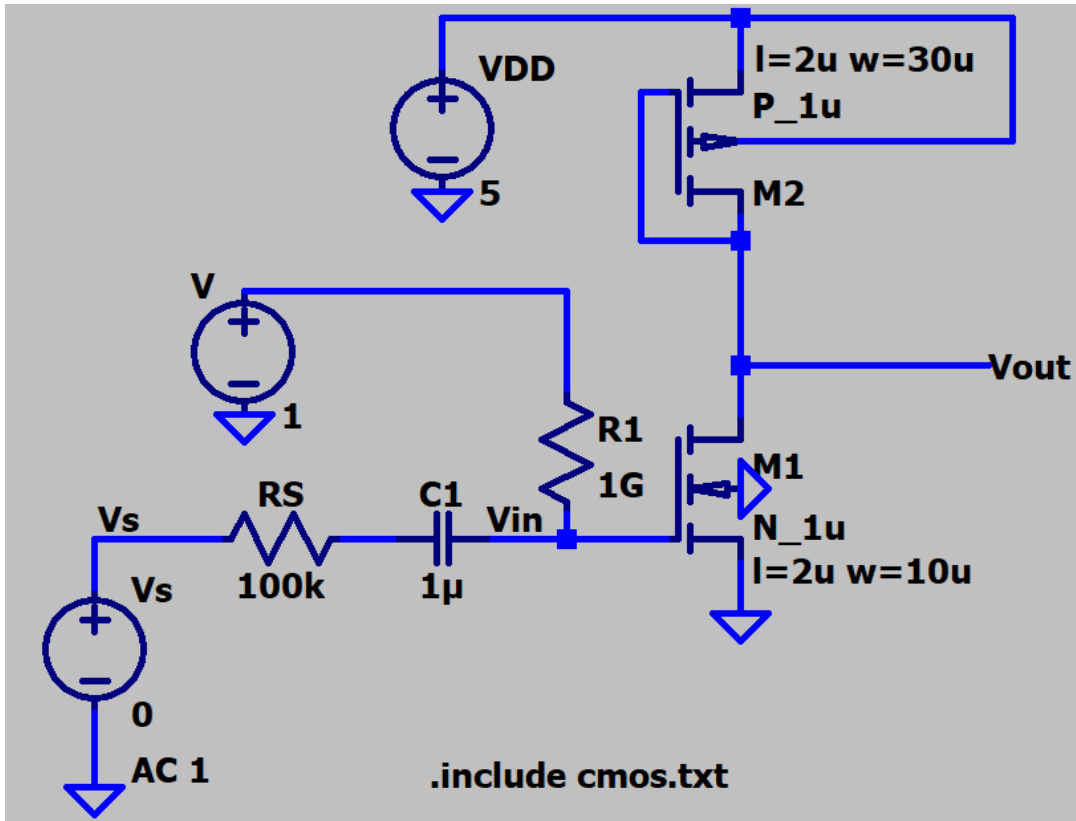 VDD
5
l=2u w=30u
P_1u
M2
V
1
R1
1G
Vout
M1
N_1u
l=2u w=10u
Vs
RS
100k
C1
1µ
Vin
Vs
0
AC 1
.include cmos.txt